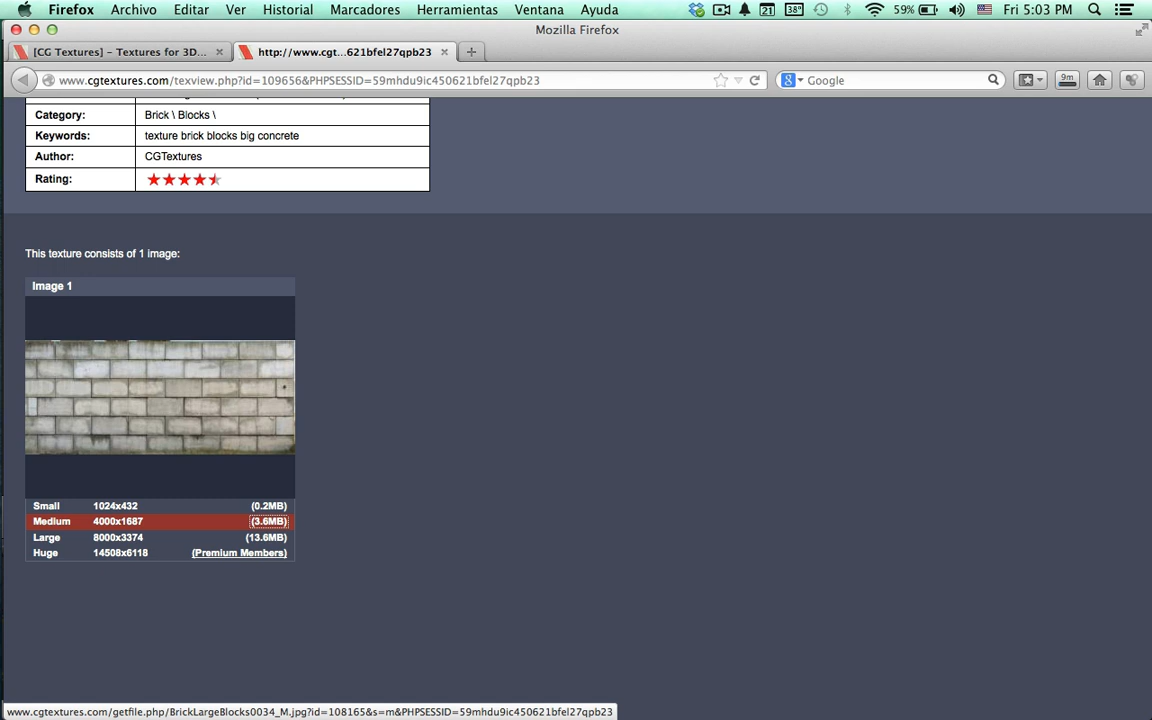 Firefox Archivo Editar Ver Historial Marcadores Herramientas Ventana Ayuda 21 38° 59% Fri 5:03 PM
Mozilla Firefox
[CG Textures] - Textures for 3D... http://www.cgt...621bfel27qpb23
www.cgtextures.com/texview.php?id=109656&PHPSESSID=59mhdu9ic450621bfel27qpb23 Google 9m
Category: Brick \ Blocks \
Keywords: texture brick blocks big concrete
Author: CGTextures
Rating:
This texture consists of 1 image:
Image 1
Small 1024x432 (0.2MB)
Medium 4000x1687 (3.6MB)
Large 8000x3374 (13.6MB)
Huge 14508x6118 (Premium Members)
www.cgtextures.com/getfile.php/BrickLargeBlocks0034_M.jpg?id=108165&s=m&PHPSESSID=59mhdu9ic450621bfel27qpb23